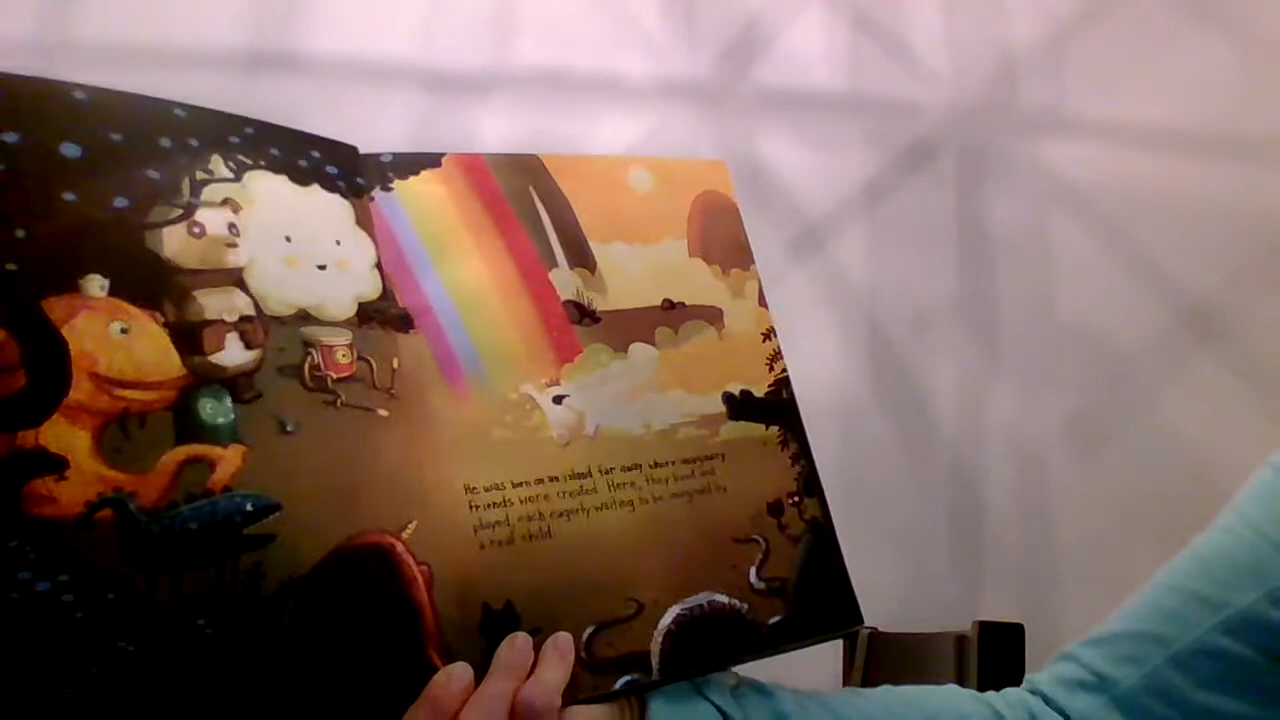 He was born on an island far away where imaginary
friends were created. Here, they lived and
played, each eagerly waiting to be imagined by
a real child.